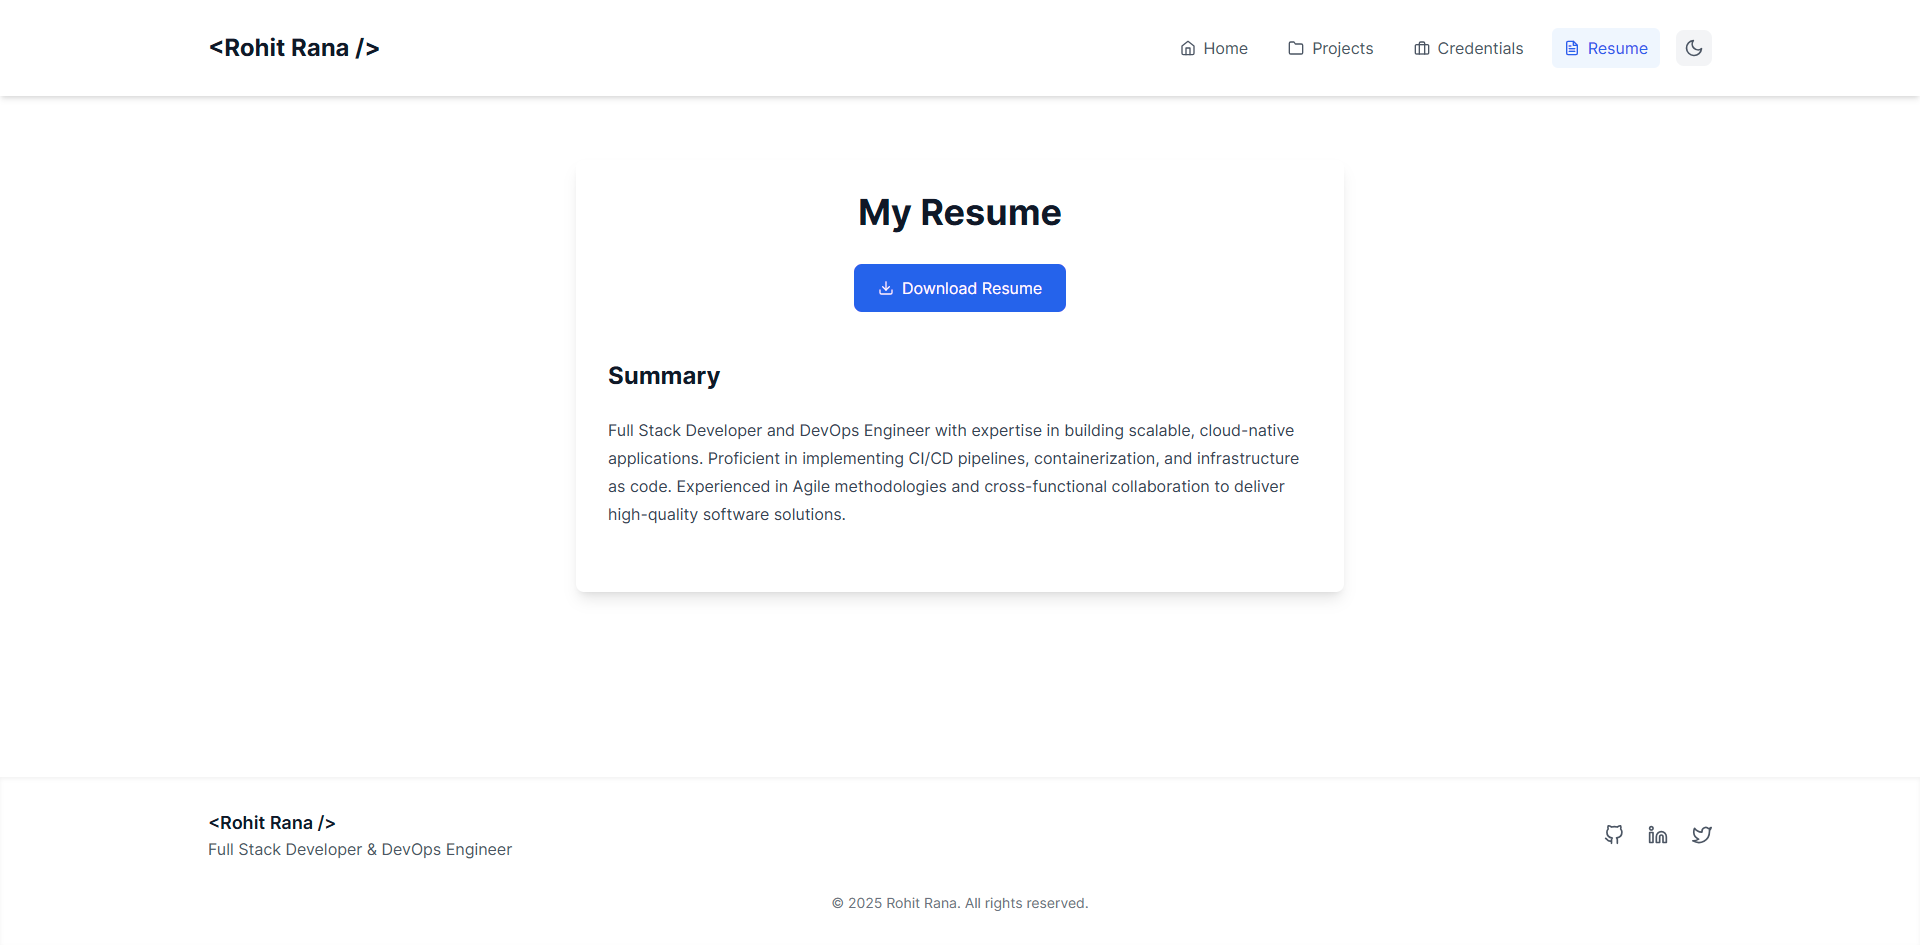 <Rohit Rana />
Home
Projects
Credentials
Resume
My Resume
Download Resume
Summary
Full Stack Developer and DevOps Engineer with expertise in building scalable, cloud-native
applications. Proficient in implementing CI/CD pipelines, containerization, and infrastructure
as code. Experienced in Agile methodologies and cross-functional collaboration to deliver
high-quality software solutions.
<Rohit Rana />
Full Stack Developer & DevOps Engineer
© 2025 Rohit Rana. All rights reserved.